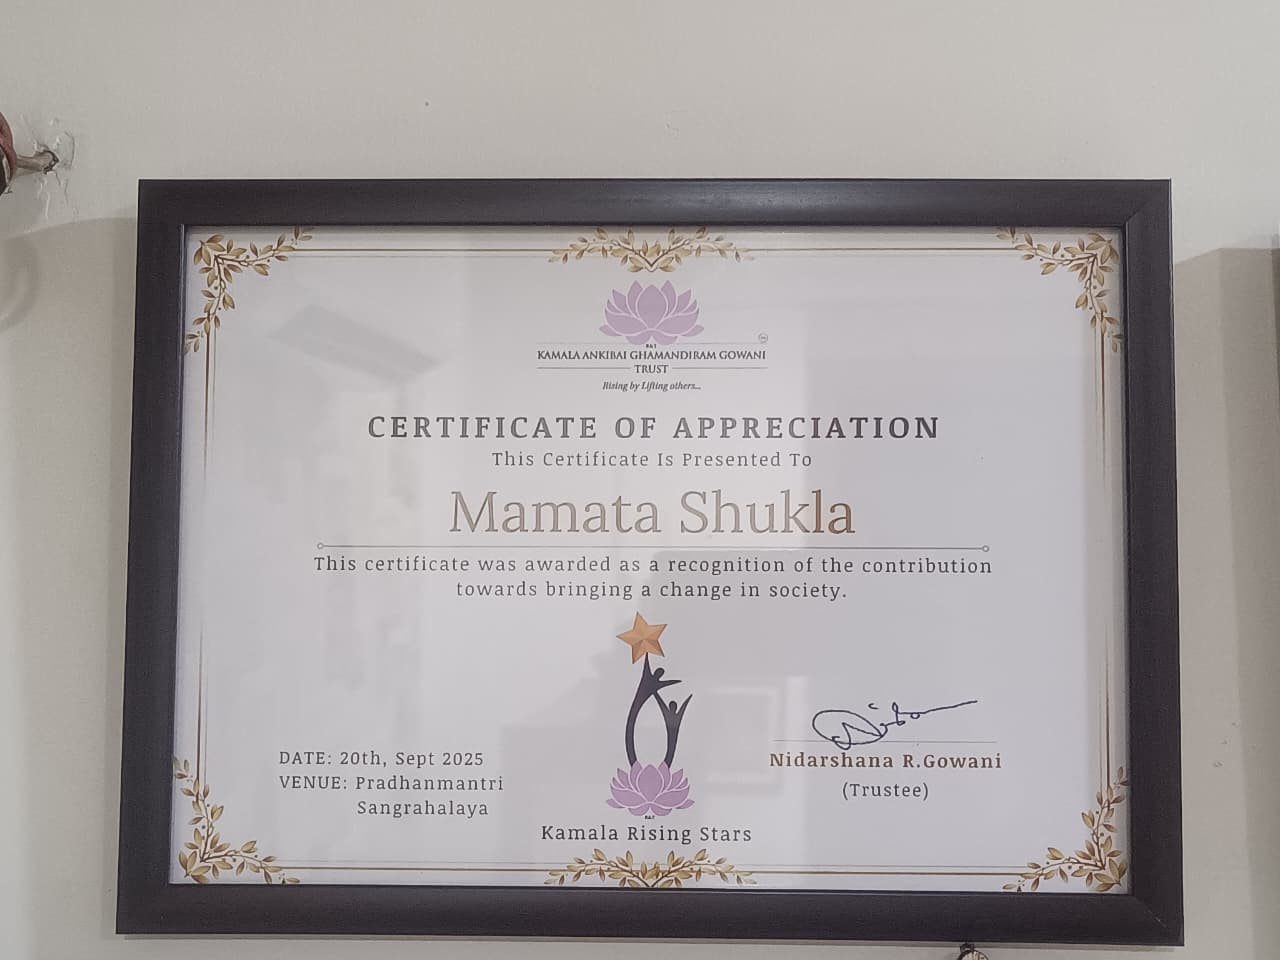 KAMALA ANKIBAI GHAMANDIRAM GOWANI
TRUST
Rising by Lifting others...
CERTIFICATE OF APPRECIATION
This Certificate Is Presented To
Mamata Shukla
This certificate was awarded as a recognition of the contribution
towards bringing a change in society.
DATE: 20th, Sept 2025
VENUE: Pradhanmantri
Sangrahalaya
Kamala Rising Stars
Nidarshana R.Gowani
(Trustee)